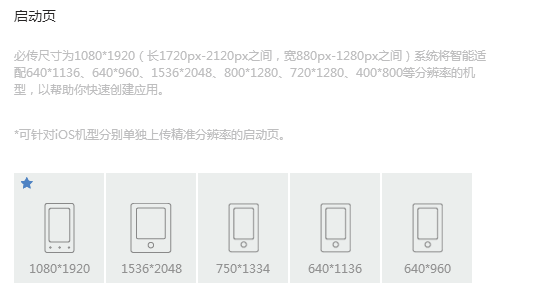 启动页
必传尺寸为1080*1920（长1720px-2120px之间，宽880px-1280px之间）系统将智能适
配640*1136、640*960、1536*2048、800*1280、720*1280、400*800等分辨率的机
型，以帮助你快速创建应用。
*可针对iOS机型分别单独上传精准分辨率的启动页。
1080*1920 1536*2048 750*1334 640*1136 640*960